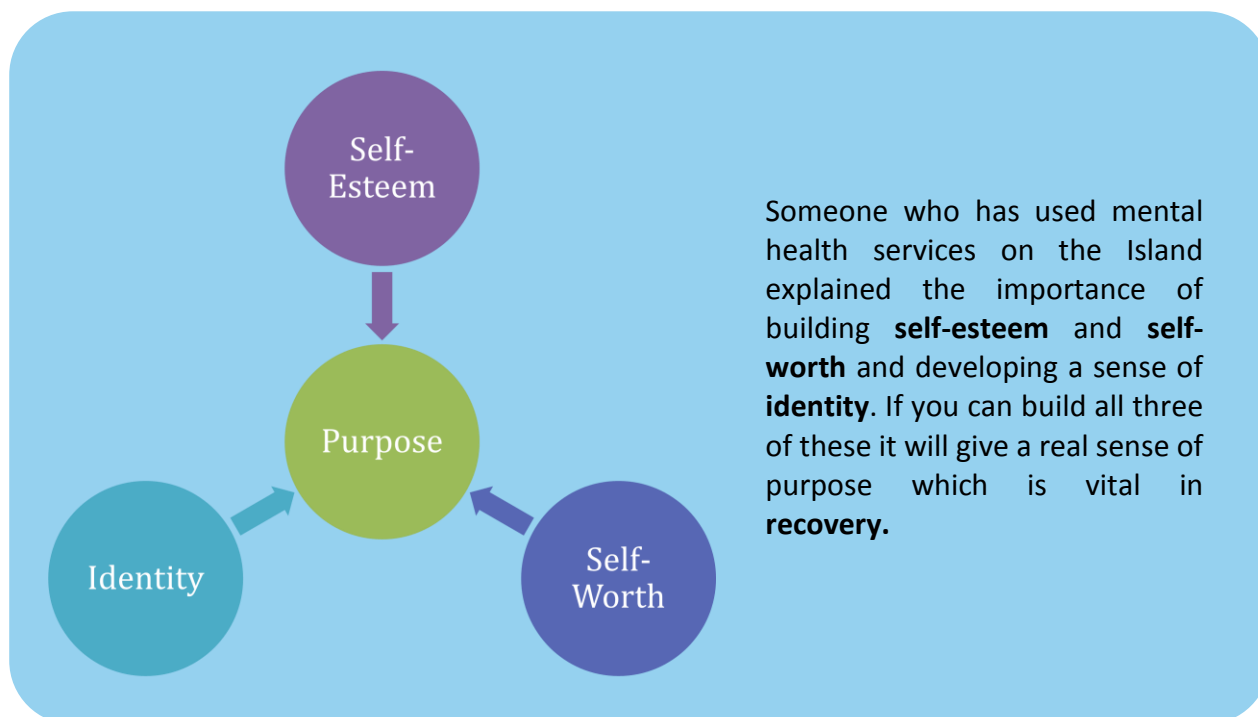 Self-
Esteem
Purpose
Identity
Self-
Worth
Someone who has used mental
health services on the Island
explained the importance of
building self-esteem and self-
worth and developing a sense of
identity. If you can build all three
of these it will give a real sense of
purpose which is vital in
recovery.